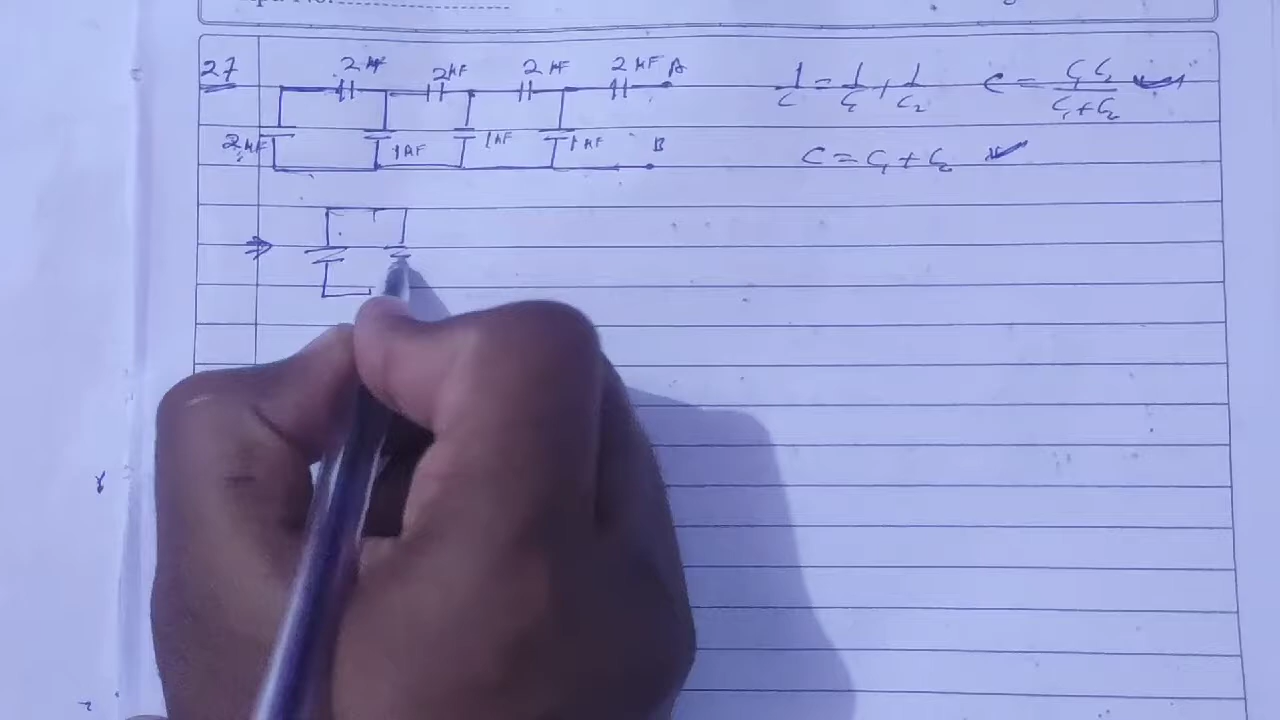 27
2 µF 2µF 2 µF 2 µF A
1/C = 1/C₁ + 1/C₂ C = C₁C₂/C₁+C₂
2µF 1µF 1µF 1µF B
C = C₁ + C₂
⇒